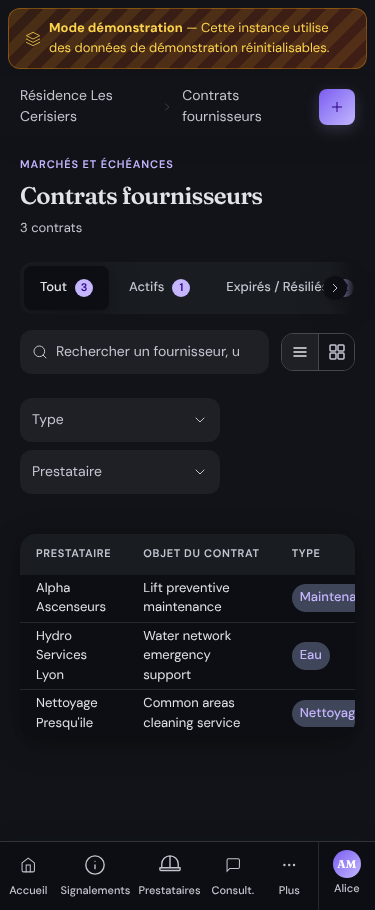 Mode démonstration — Cette instance utilise
des données de démonstration réinitialisables.
Résidence Les
Cerisiers
Contrats
fournisseurs
MARCHÉS ET ÉCHÉANCES
Contrats fournisseurs
3 contrats
Tout 3 Actifs 1 Expirés / Résiliés
Rechercher un fournisseur, u
Type
Prestataire
PRESTATAIRE OBJET DU CONTRAT TYPE
Alpha
Ascenseurs
Lift preventive
maintenance
Maintena
Hydro
Services
Lyon
Water network
emergency
support
Eau
Nettoyage
Presqu'ile
Common areas
cleaning service
Nettoyag
Accueil Signalements Prestataires Consult. Plus
AM
Alice